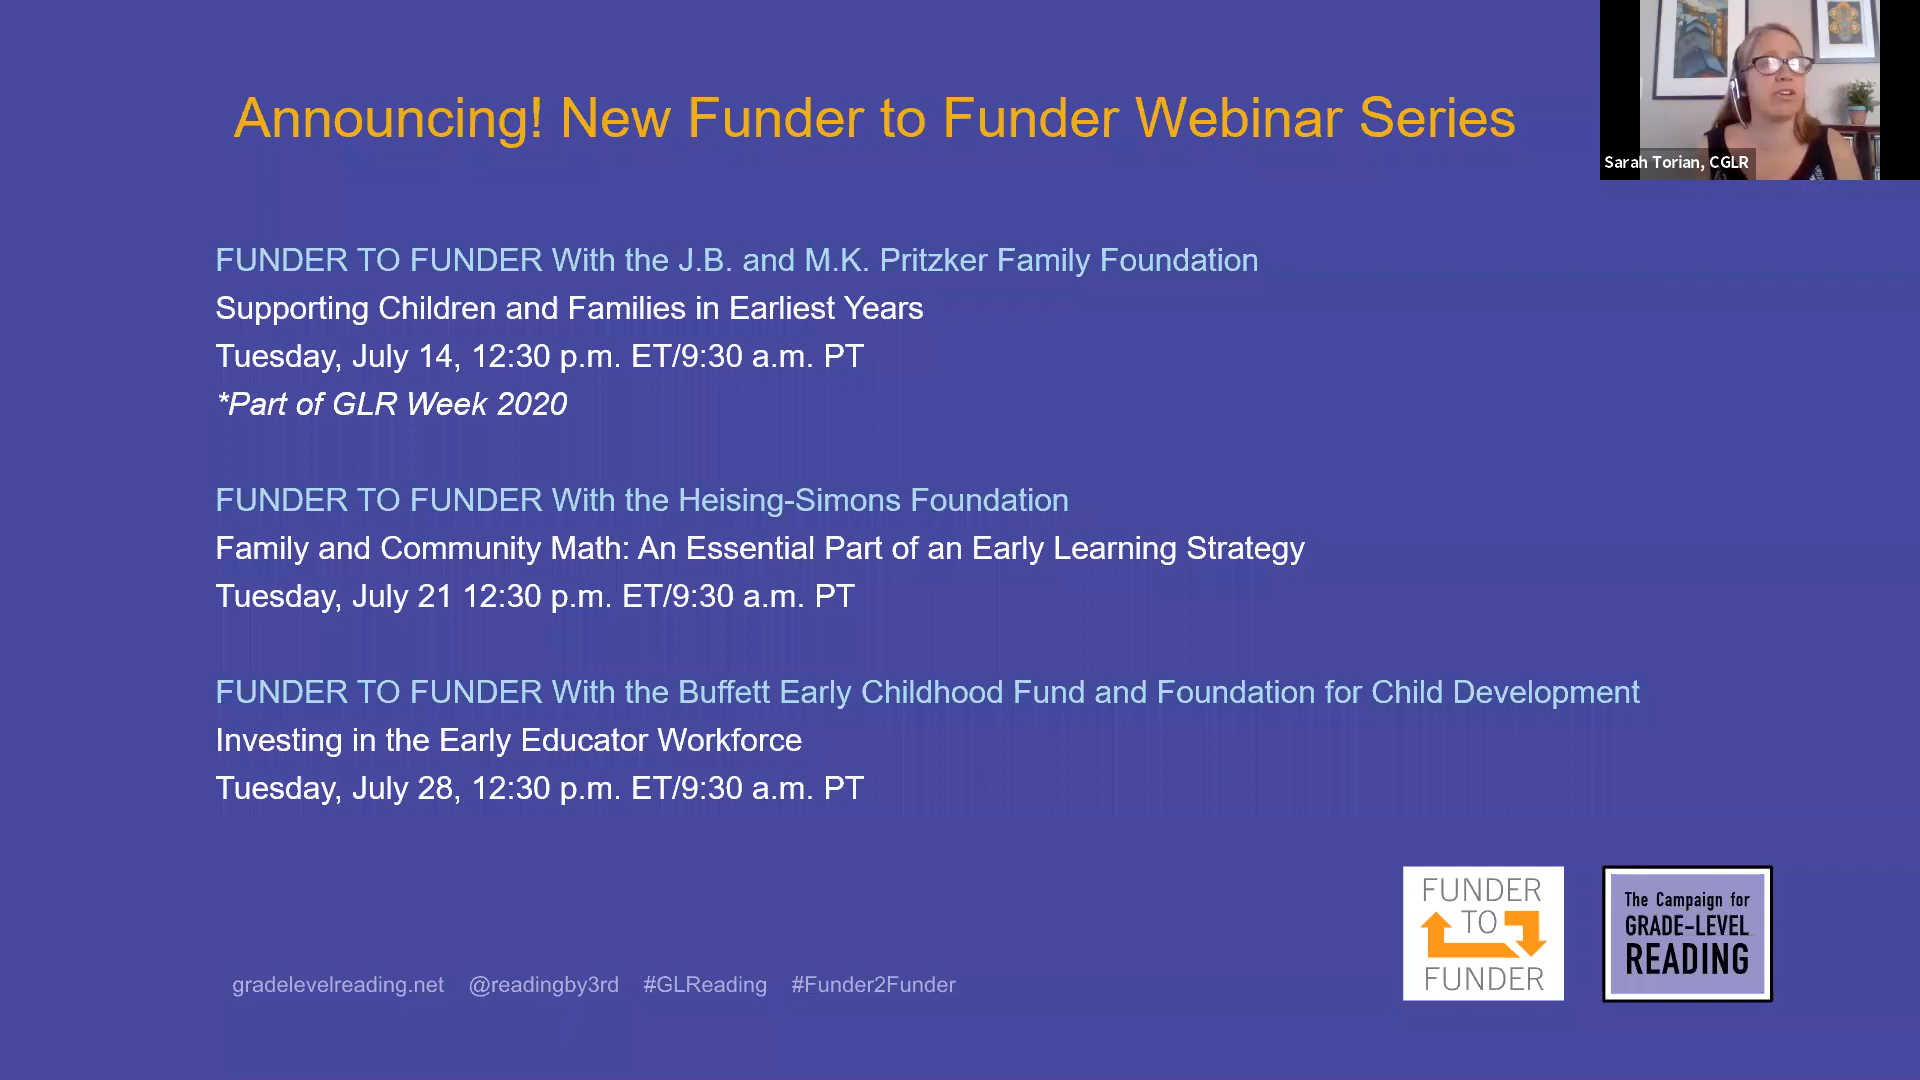 Announcing! New Funder to Funder Webinar Series
Sarah Torian, CGLR
FUNDER TO FUNDER With the J.B. and M.K. Pritzker Family Foundation
Supporting Children and Families in Earliest Years
Tuesday, July 14, 12:30 p.m. ET/9:30 a.m. PT
*Part of GLR Week 2020
FUNDER TO FUNDER With the Heising-Simons Foundation
Family and Community Math: An Essential Part of an Early Learning Strategy
Tuesday, July 21 12:30 p.m. ET/9:30 a.m. PT
FUNDER TO FUNDER With the Buffett Early Childhood Fund and Foundation for Child Development
Investing in the Early Educator Workforce
Tuesday, July 28, 12:30 p.m. ET/9:30 a.m. PT
FUNDER
TO
FUNDER
The Campaign for
GRADE-LEVEL
READING
gradelevelreading.net @readingby3rd #GLReading #Funder2Funder